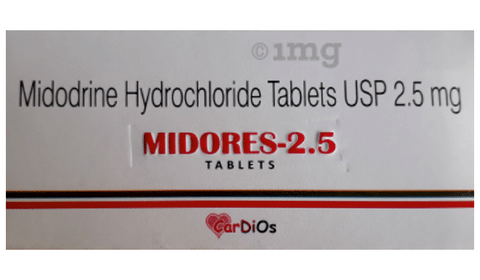 ©1mg
Midodrine Hydrochloride Tablets USP 2.5 mg
MIDORES-2.5
TABLETS
CarDiOs